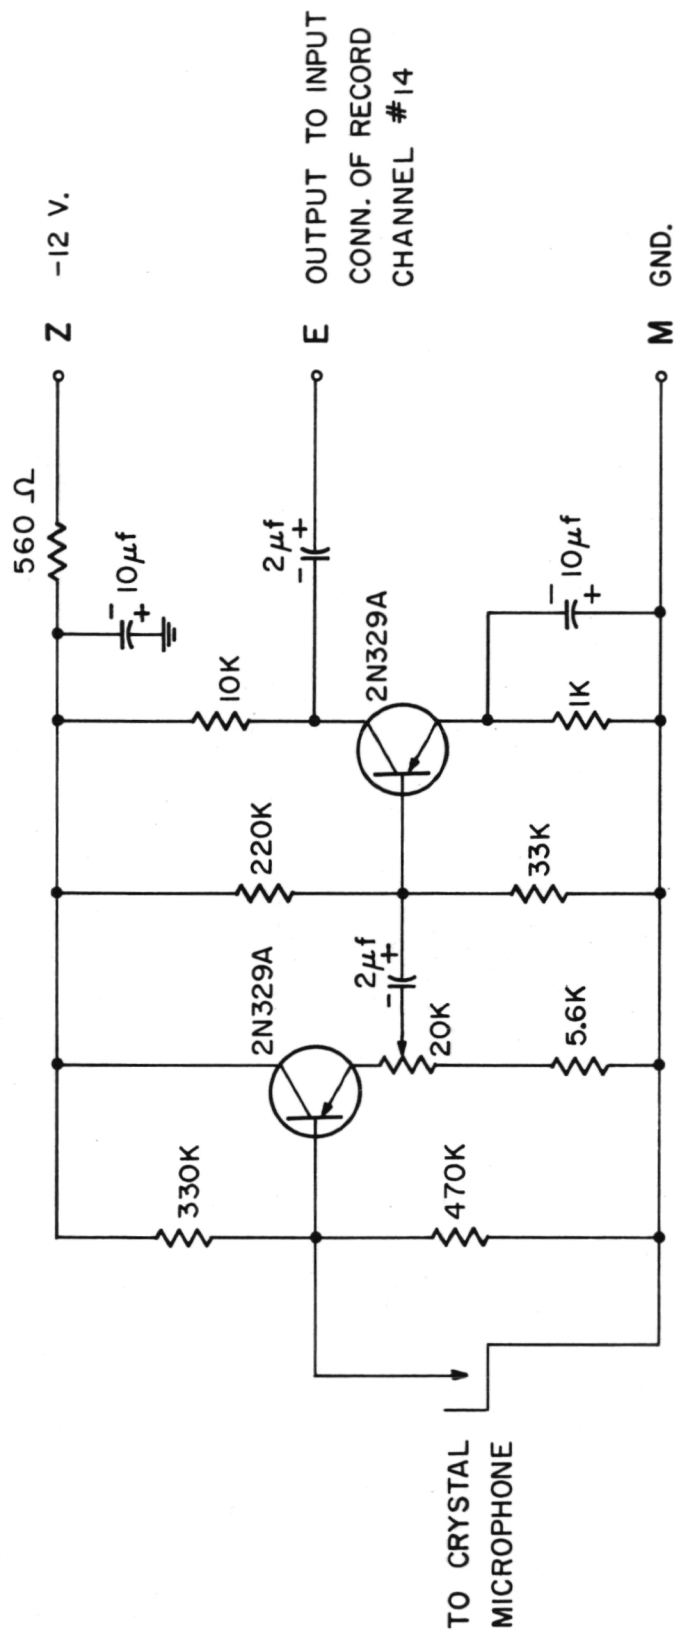 560 Ω
Z -12 V.
- 10μf
+
10K
2μf
- +
E OUTPUT TO INPUT
CONN. OF RECORD
CHANNEL #14
2N329A
220K
2N329A
330K
2μf
- +
20K
33K
1K
- 10μf
+
5.6K
470K
M GND.
TO CRYSTAL
MICROPHONE